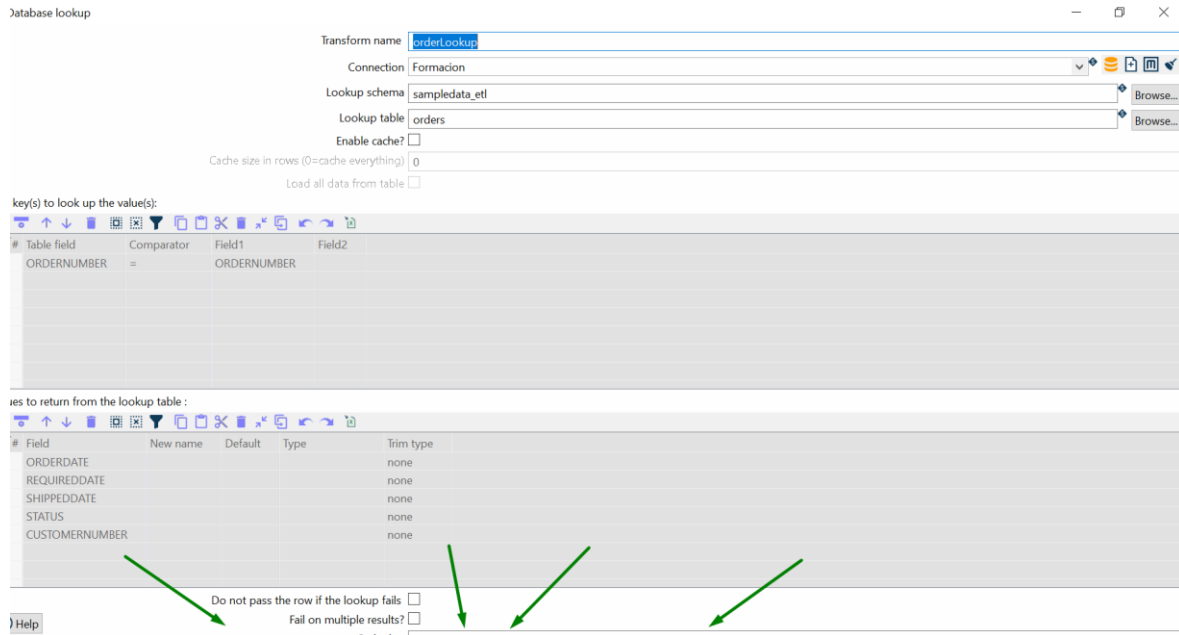 Database lookup
Transform name orderLookup
Connection Formacion
Lookup schema sampledata_etl Browse...
Lookup table orders Browse...
Enable cache?
Cache size in rows (0=cache everything) 0
Load all data from table
key(s) to look up the value(s):
# Table field Comparator Field1 Field2
ORDERNUMBER = ORDERNUMBER
ues to return from the lookup table :
# Field New name Default Type Trim type
ORDERDATE none
REQUIREDDATE none
SHIPPEDDATE none
STATUS none
CUSTOMERNUMBER none
Do not pass the row if the lookup fails
Fail on multiple results?
Help